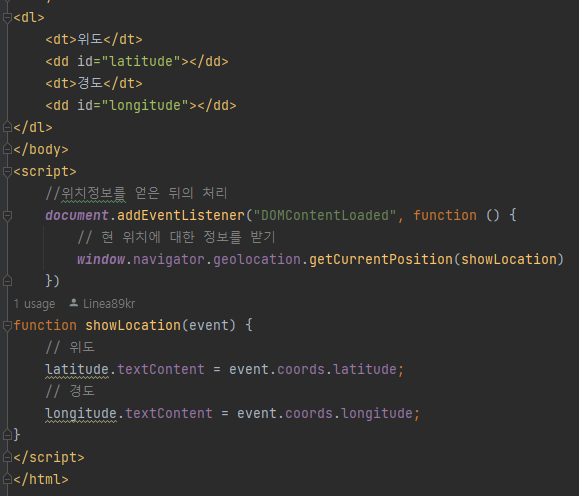 <dl>
<dt>위도</dt>
<dd id="latitude"></dd>
<dt>경도</dt>
<dd id="longitude"></dd>
</dl>
</body>
<script>
//위치정보를 얻은 뒤의 처리
document.addEventListener("DOMContentLoaded", function () {
// 현 위치에 대한 정보를 받기
window.navigator.geolocation.getCurrentPosition(showLocation)
})
1 usage Linea89kr
function showLocation(event) {
// 위도
latitude.textContent = event.coords.latitude;
// 경도
longitude.textContent = event.coords.longitude;
}
</script>
</html>